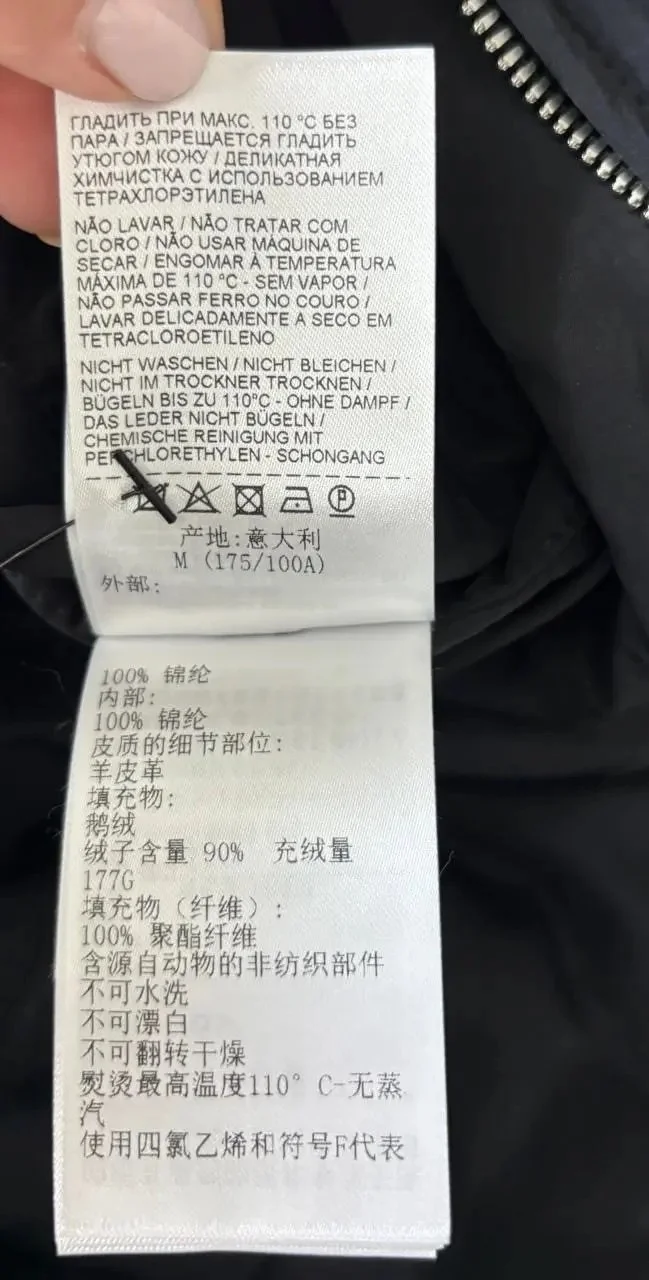 ГЛАДИТЬ ПРИ МАКС. 110 °C БЕЗ
ПАРА / ЗАПРЕЩАЕТСЯ ГЛАДИТЬ
УТЮГОМ КОЖУ / ДЕЛИКАТНАЯ
ХИМЧИСТКА С ИСПОЛЬЗОВАНИЕМ
ТЕТРАХЛОРЭТИЛЕНА
NÃO LAVAR / NÃO TRATAR COM
CLORO / NÃO USAR MÁQUINA DE
SECAR / ENGOMAR À TEMPERATURA
MÁXIMA DE 110 °C - SEM VAPOR /
NÃO PASSAR FERRO NO COURO /
LAVAR DELICADAMENTE A SECO EM
TETRACLOROETILENO
NICHT WASCHEN / NICHT BLEICHEN /
NICHT IM TROCKNER TROCKNEN /
BÜGELN BIS ZU 110°C - OHNE DAMPF /
DAS LEDER NICHT BÜGELN /
CHEMISCHE REINIGUNG MIT
PERCHLORETHYLEN - SCHONGANG
P
产地:意大利
M (175/100A)
外部:
100% 锦纶
内部:
100% 锦纶
皮质的细节部位:
羊皮革
填充物:
鹅绒
绒子含量 90% 充绒量
177G
填充物（纤维）:
100% 聚酯纤维
含源自动物的非纺织部件
不可水洗
不可漂白
不可翻转干燥
熨烫最高温度110° C-无蒸
汽
使用四氯乙烯和符号F代表